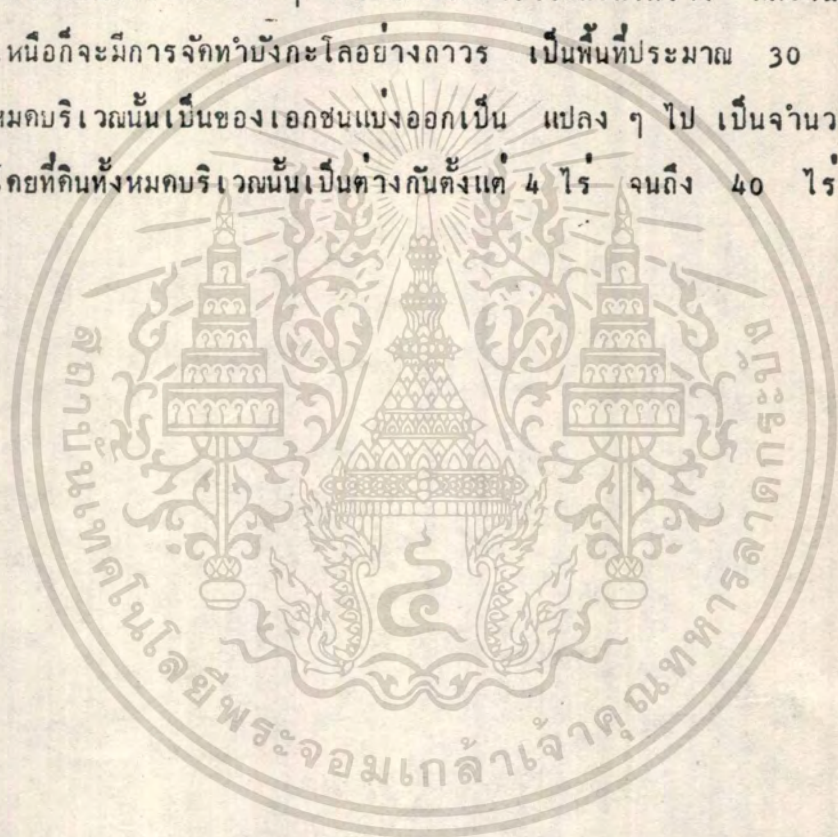 หนือก็จะมีการจัดทำบังกะโลอย่างถาวร เป็นพื้นที่ประมาณ 30
หมดบริเวณนั้นเป็นของเอกชนแบ่งออกเป็น แปลง ๆ ไป เป็นจำนว
โดยที่ดินทั้งหมดบริเวณนั้นเป็นต่างกันตั้งแต่ 4 ไร่ จนถึง 40 ไร่
สถาบันเทคโนโลยีพระจอมเกล้าเจ้าคุณทหารลาดกระบัง